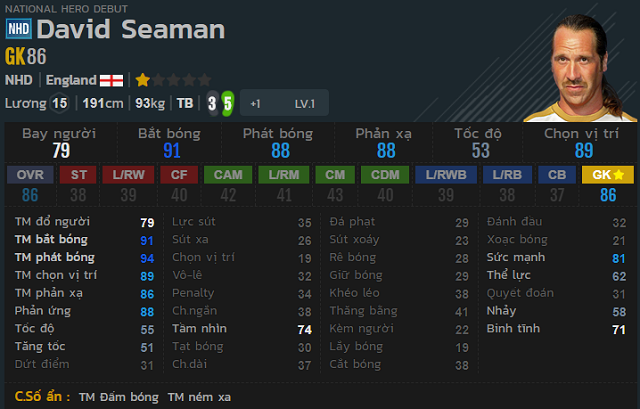 NATIONAL HERO DEBUT
NHD David Seaman
GK86
NHD | England
Lương 15 | 191cm | 93kg | TB | 3 5 +1 LV.1
Bay người Bắt bóng Phát bóng Phản xạ Tốc độ Chọn vị trí
79 91 88 88 53 89
OVR ST L/RW CF CAM L/RM CM CDM L/RWB L/RB CB GK
86 38 39 40 42 41 43 40 39 38 37 86
TM đổ người 79 Lực sút 35 Đá phạt 29 Đánh đầu 32
TM bắt bóng 91 Sút xa 26 Sút xoáy 23 Xoạc bóng 21
TM phát bóng 94 Chọn vị trí 19 Rê bóng 28 Sức mạnh 81
TM chọn vị trí 89 Vô-lê 32 Giữ bóng 29 Thể lực 62
TM phản xạ 86 Penalty 34 Khéo léo 38 Quyết đoán 31
Phản ứng 88 Ch.ngắn 38 Thăng bằng 41 Nhảy 58
Tốc độ 55 Tầm nhìn 74 Kèm người 22 Bình tĩnh 71
Tăng tốc 51 Tạt bóng 30 Lấy bóng 19
Dứt điểm 31 Ch.dài 37 Cắt bóng 38
C.Số ẩn : TM Đấm bóng TM ném xa